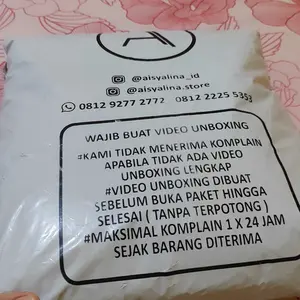 A
@aisyalina_id
@aisyalina.store
0812 9277 2772 0812 2225 5353
WAJIB BUAT VIDEO UNBOXING
#KAMI TIDAK MENERIMA KOMPLAIN
APABILA TIDAK ADA VIDEO
UNBOXING LENGKAP
#VIDEO UNBOXING DIBUAT
SEBELUM BUKA PAKET HINGGA
SELESAI ( TANPA TERPOTONG )
#MAKSIMAL KOMPLAIN 1 X 24 JAM
SEJAK BARANG DITERIMA